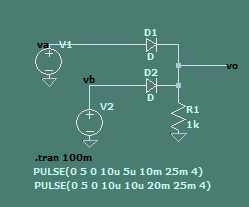 D1
va V1
D
vo
D2
vb
D
V2
R1
1k
.tran 100m
PULSE(0 5 0 10u 5u 10m 25m 4)
PULSE(0 5 0 10u 10u 20m 25m 4)